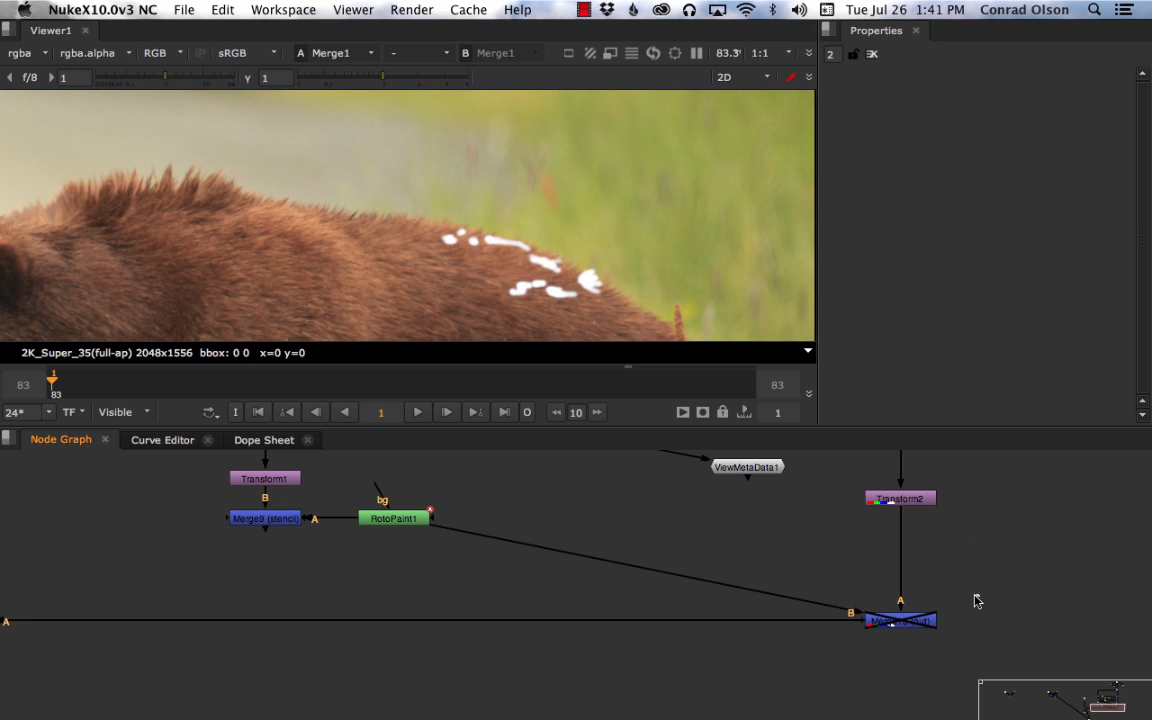 NukeX10.0v3 NC File Edit Workspace Viewer Render Cache Help Tue Jul 26 1:41 PM Conrad Olson
Viewer1 Properties
rgba rgba.alpha RGB IP sRGB A Merge1 - B Merge1 83.3 1:1 2
f/8 1 γ 1 2D
2K_Super_35(full-ap) 2048x1556 bbox: 0 0 x=0 y=0
83 1 83 83
24* TF Visible I 1 O 10 1
Node Graph Curve Editor Dope Sheet
ViewMetaData1
Transform1
B
bg
Transform2
Merge9 (stencil) A RotoPaint1
A
B
A